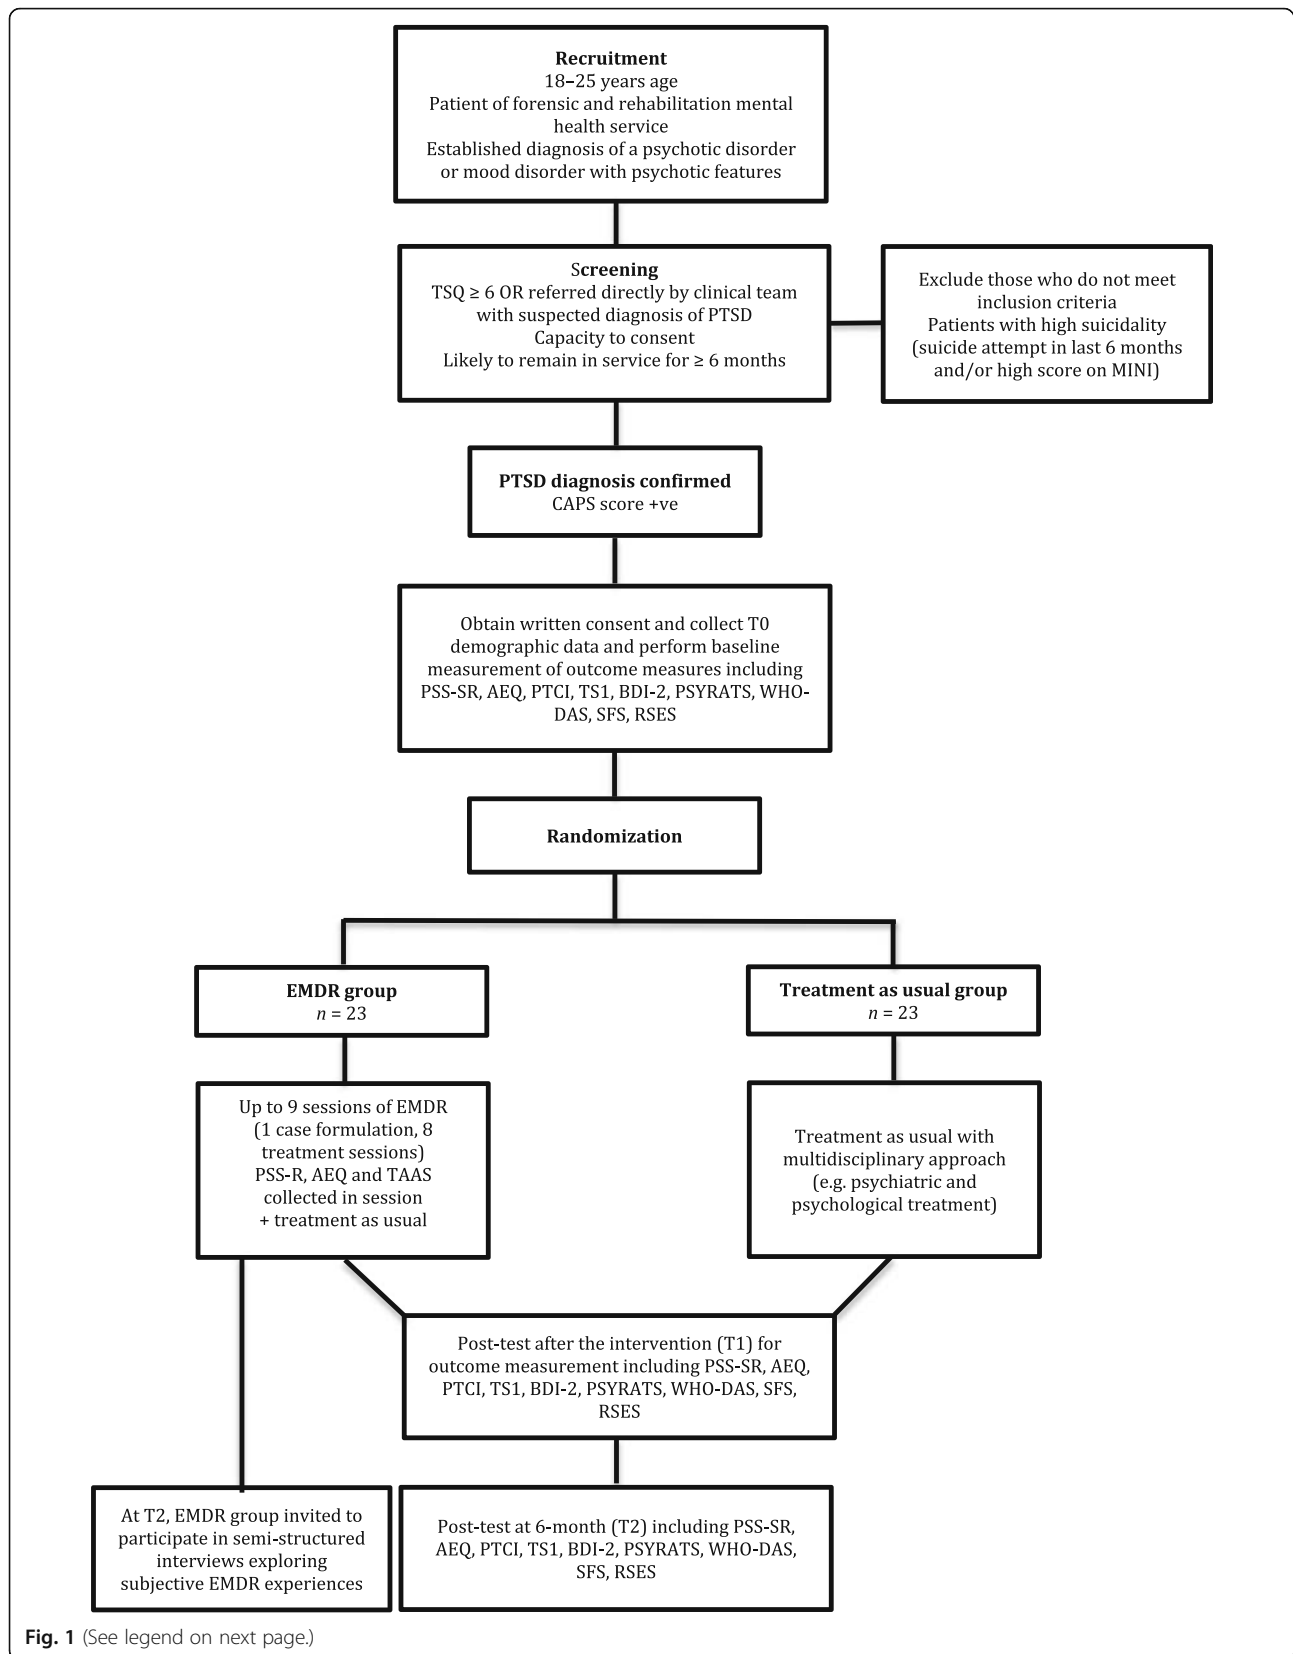 Recruitment
18–25 years age
Patient of forensic and rehabilitation mental
health service
Established diagnosis of a psychotic disorder
or mood disorder with psychotic features
Screening
TSQ ≥ 6 OR referred directly by clinical team
with suspected diagnosis of PTSD
Capacity to consent
Likely to remain in service for ≥ 6 months
Exclude those who do not meet
inclusion criteria
Patients with high suicidality
(suicide attempt in last 6 months
and/or high score on MINI)
PTSD diagnosis confirmed
CAPS score +ve
Obtain written consent and collect T0
demographic data and perform baseline
measurement of outcome measures including
PSS-SR, AEQ, PTCI, TS1, BDI-2, PSYRATS, WHO-
DAS, SFS, RSES
Randomization
EMDR group
n = 23
Treatment as usual group
n = 23
Up to 9 sessions of EMDR
(1 case formulation, 8
treatment sessions)
PSS-R, AEQ and TAAS
collected in session
+ treatment as usual
Treatment as usual with
multidisciplinary approach
(e.g. psychiatric and
psychological treatment)
Post-test after the intervention (T1) for
outcome measurement including PSS-SR, AEQ,
PTCI, TS1, BDI-2, PSYRATS, WHO-DAS, SFS,
RSES
At T2, EMDR group invited to
participate in semi-structured
interviews exploring
subjective EMDR experiences
Post-test at 6-month (T2) including PSS-SR,
AEQ, PTCI, TS1, BDI-2, PSYRATS, WHO-DAS,
SFS, RSES
Fig. 1 (See legend on next page.)